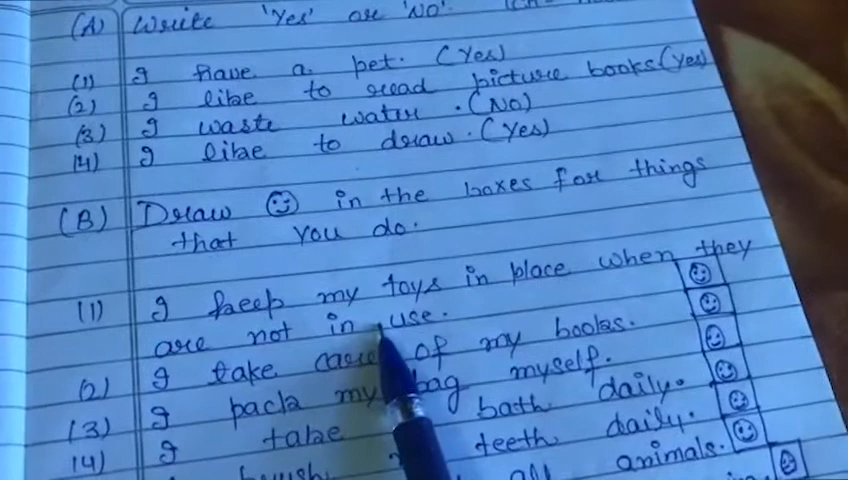 (A) Write 'Yes' or 'No'.
(1) I have a pet. (Yes)
(2) I like to read picture books (Yes)
(3) I waste water. (No)
(4) I like to draw. (Yes)
(B) Draw ☺ in the boxes for things
that you do.
(1) I keep my toys in place when they
are not in use.
(2) I take care of my books.
(3) I pack my bag myself.
(4) I take bath daily.
brush teeth daily.
all animals.